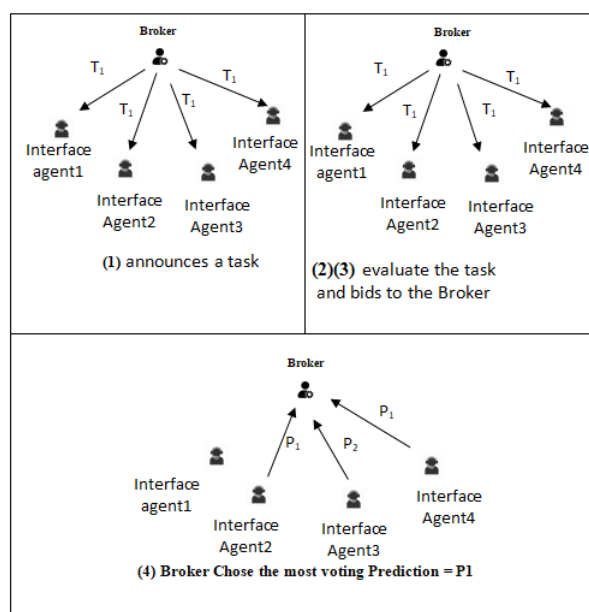 Broker
T1
T1
T1
T1
Interface
agent1
Interface
Agent2
Interface
Agent3
Interface
Agent4
(1) announces a task
Broker
T1
T1
T1
T1
Interface
agent1
Interface
Agent2
Interface
Agent3
Interface
Agent4
(2)(3) evaluate the task
and bids to the Broker
Broker
P1
P2
P1
Interface
agent1
Interface
Agent2
Interface
Agent3
Interface
Agent4
(4) Broker Chose the most voting Prediction = P1